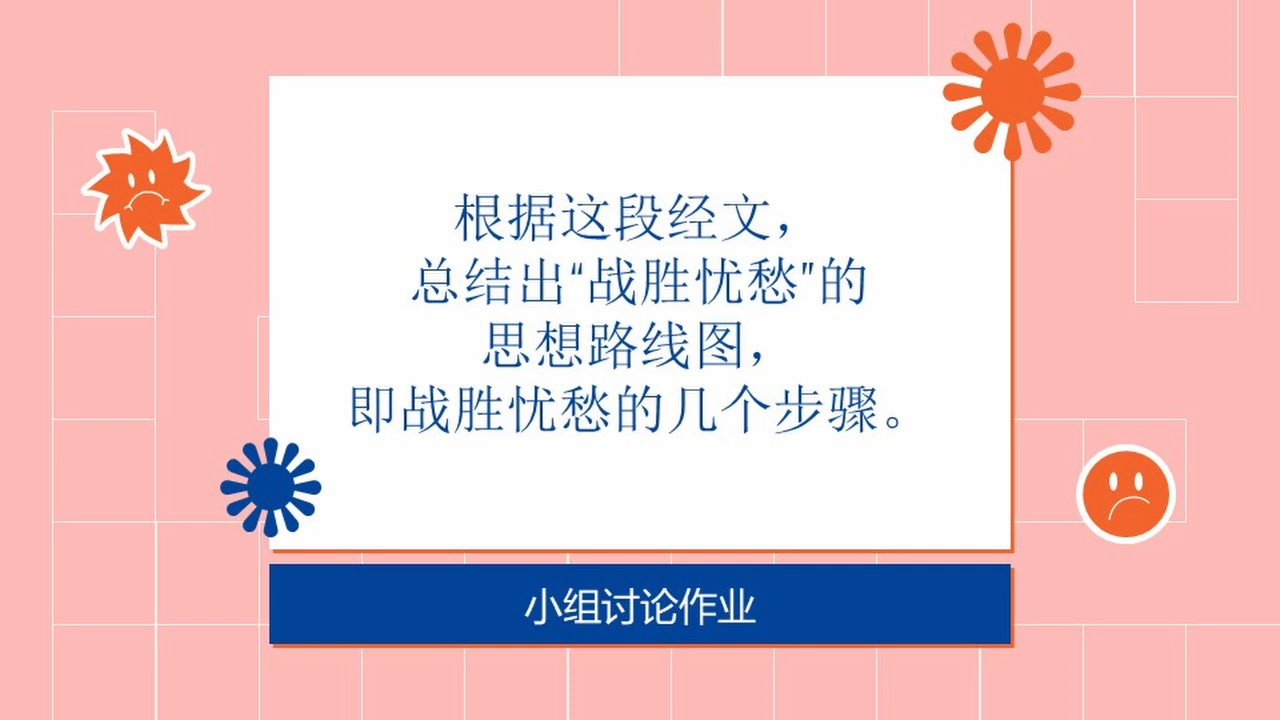 根据这段经文，
总结出“战胜忧愁”的
思想路线图，
即战胜忧愁的几个步骤。
小组讨论作业